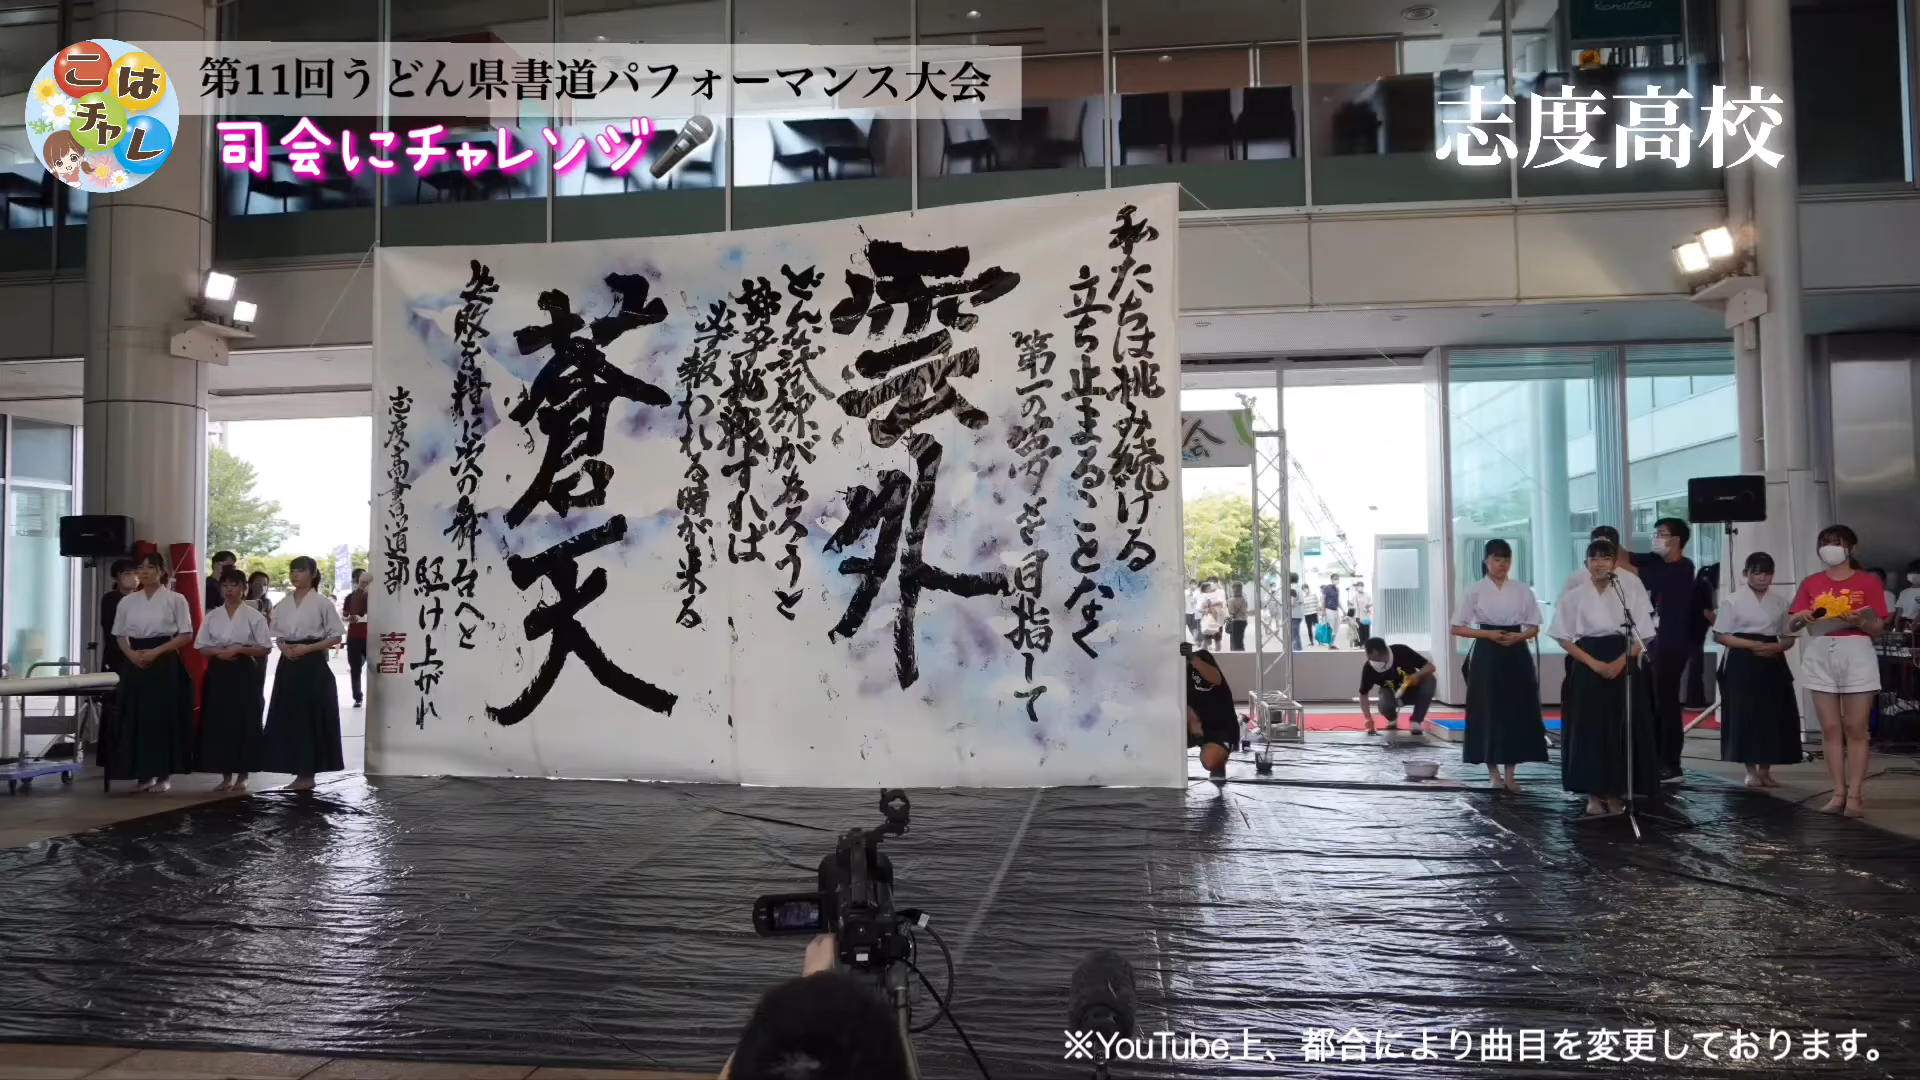 こはチャレ
第11回うどん県書道パフォーマンス大会
司会にチャレンジ
志度高校
私たちは挑み続ける
立ち止まることなく
第一の夢を目指して
雲外
どんな試練があろうと
諦めず挑戦すれば
必ず報われる時が来る
蒼天
失敗を糧に次の舞台へと
駆け上がれ
志度高書道部
※YouTube上、都合により曲目を変更しております。